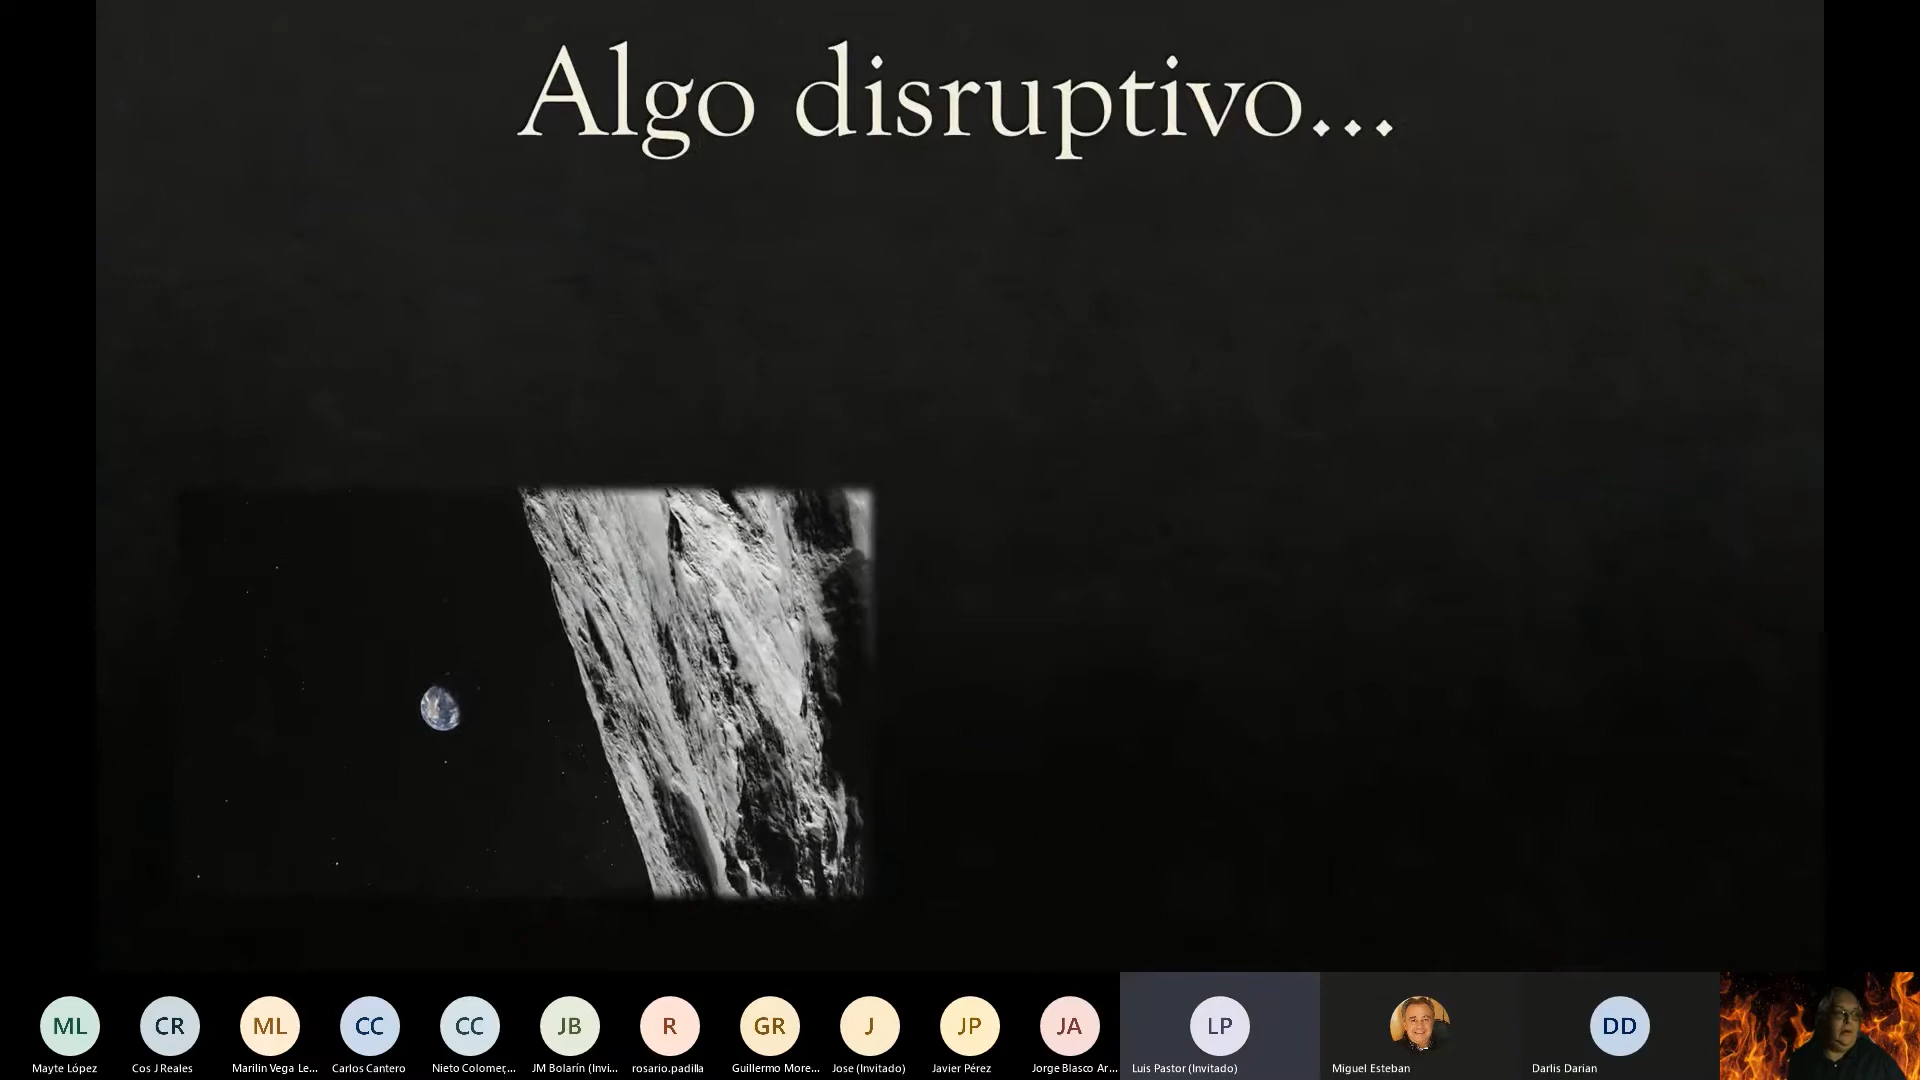 Algo disruptivo...
ML
CR
ML
CC
CC
JB
R
GR
J
JP
JA
LP
DD
Mayte López
Cos J Reales
Marilin Vega Le...
Carlos Cantero
Nieto Colomer,...
JM Bolarín (Invi...
rosario.padilla
Guillermo More...
Jose (Invitado)
Javier Pérez
Jorge Blasco Ar...
Luis Pastor (Invitado)
Miguel Esteban
Darlis Darian